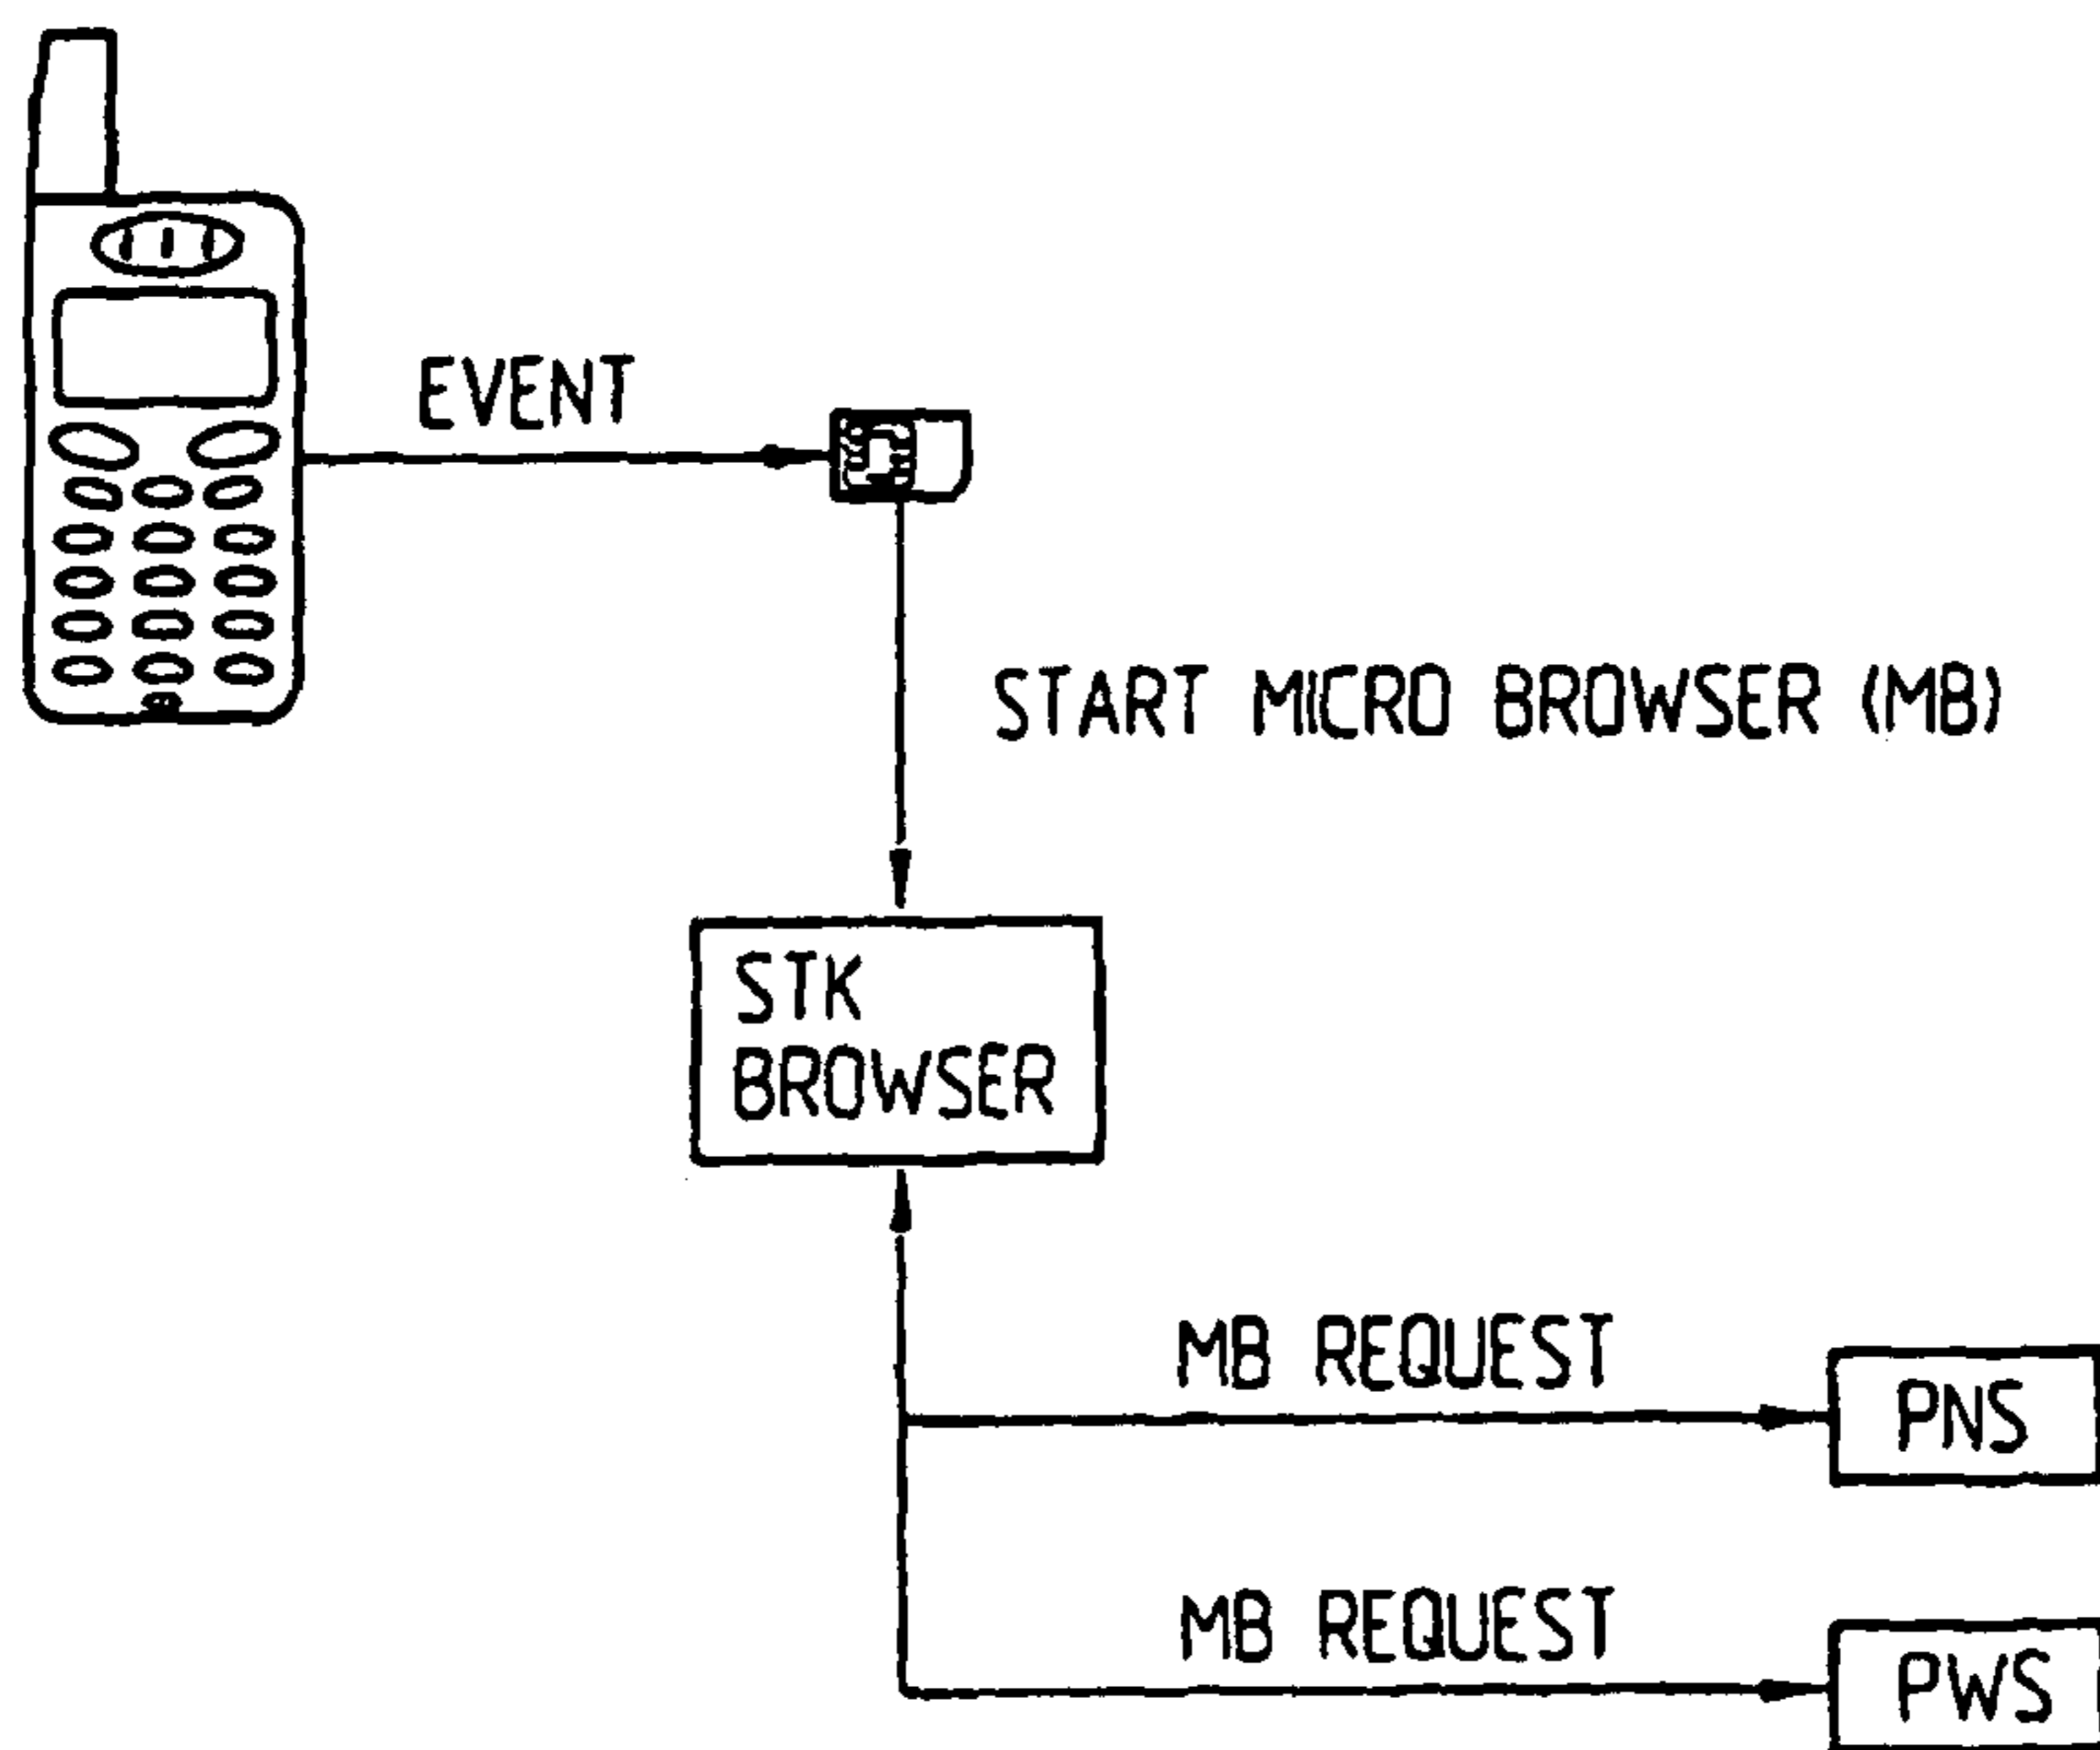 EVENT
START MICRO BROWSER (MB)
STK
BROWSER
MB REQUEST
PNS
MB REQUEST
PWS